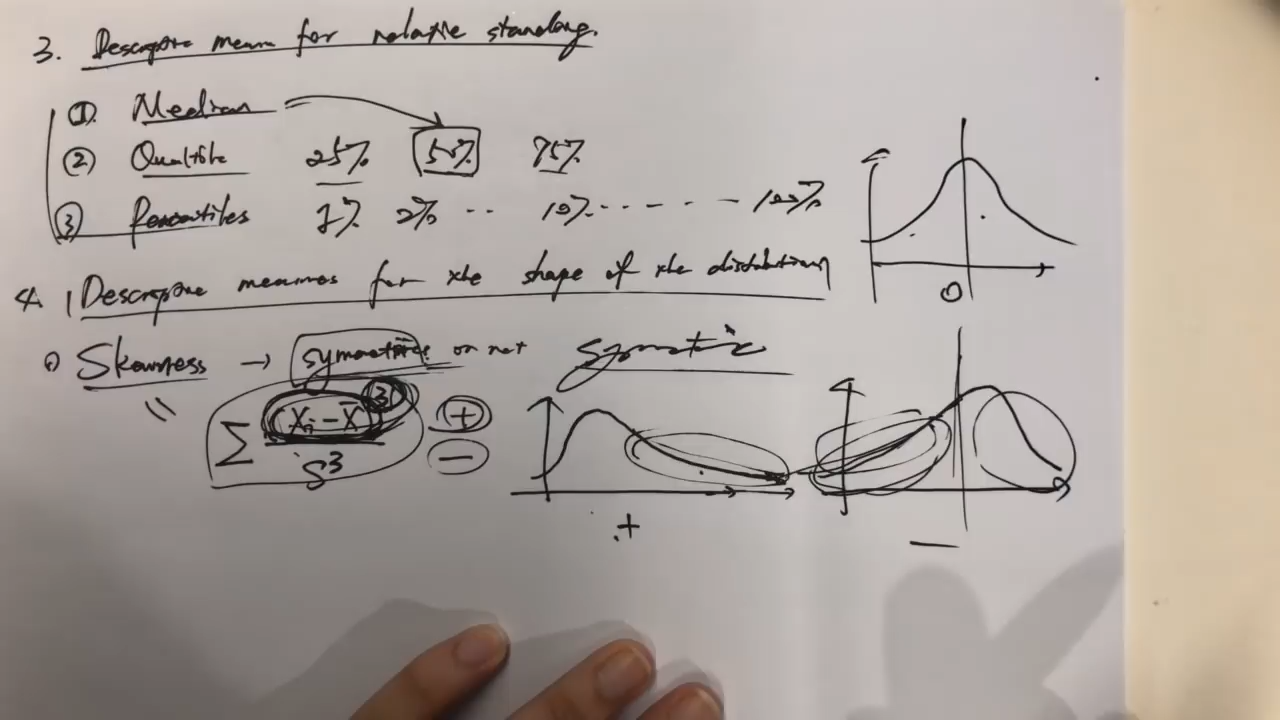 3. Descriptive measures for relative standing.
① Median
② Quartile 25% 50% 75%
③ Percentiles 1% 2% .. 10% ....... 100%
4. Descriptive measures for the shape of the distribution
① Skewness → symmetric or not symmetric
= Σ (Xi - X̄)³ / S³ + -
0
+
-